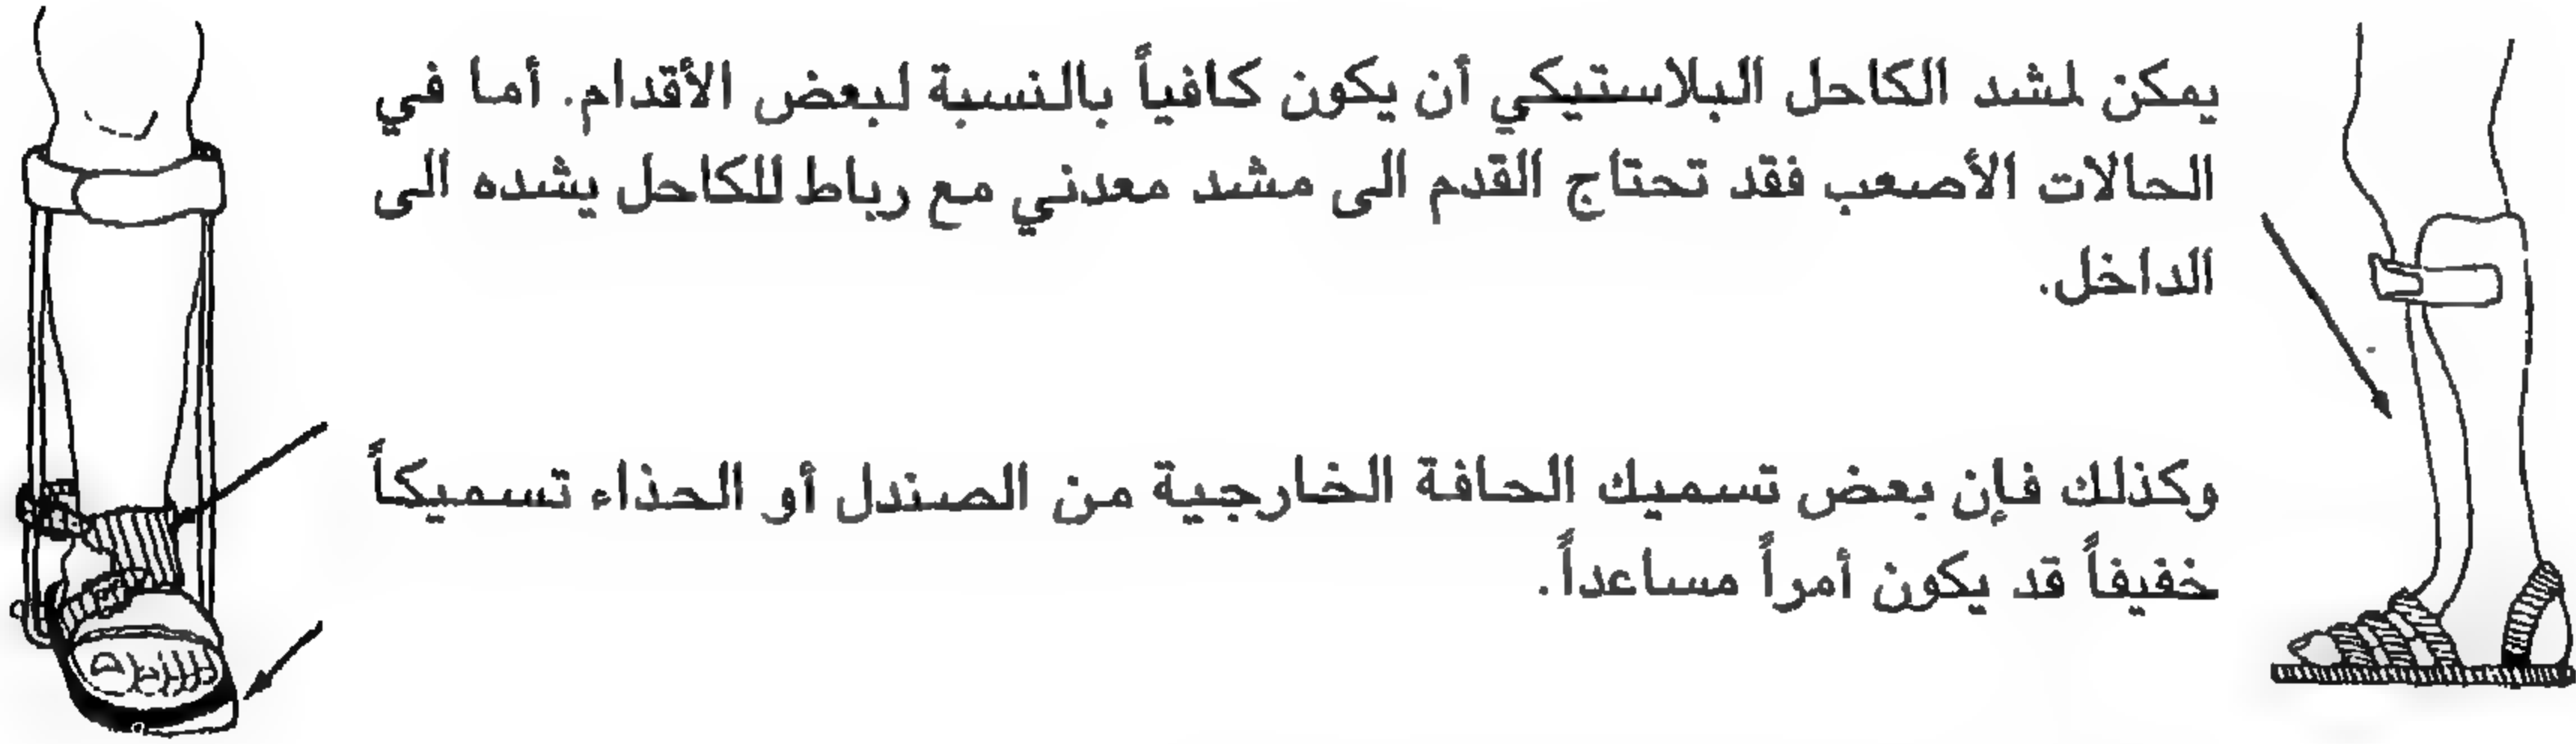 يمكن لمشد الكاحل البلاستيكي أن يكون كافياً بالنسبة لبعض الأقدام. أما في
الحالات الأصعب فقد تحتاج القدم الى مشد معدني مع رباط للكاحل يشده الى
الداخل.
وكذلك فإن بعض تسميك الحافة الخارجية من الصندل أو الحذاء تسميكاً
خفيفاً قد يكون أمراً مساعداً.